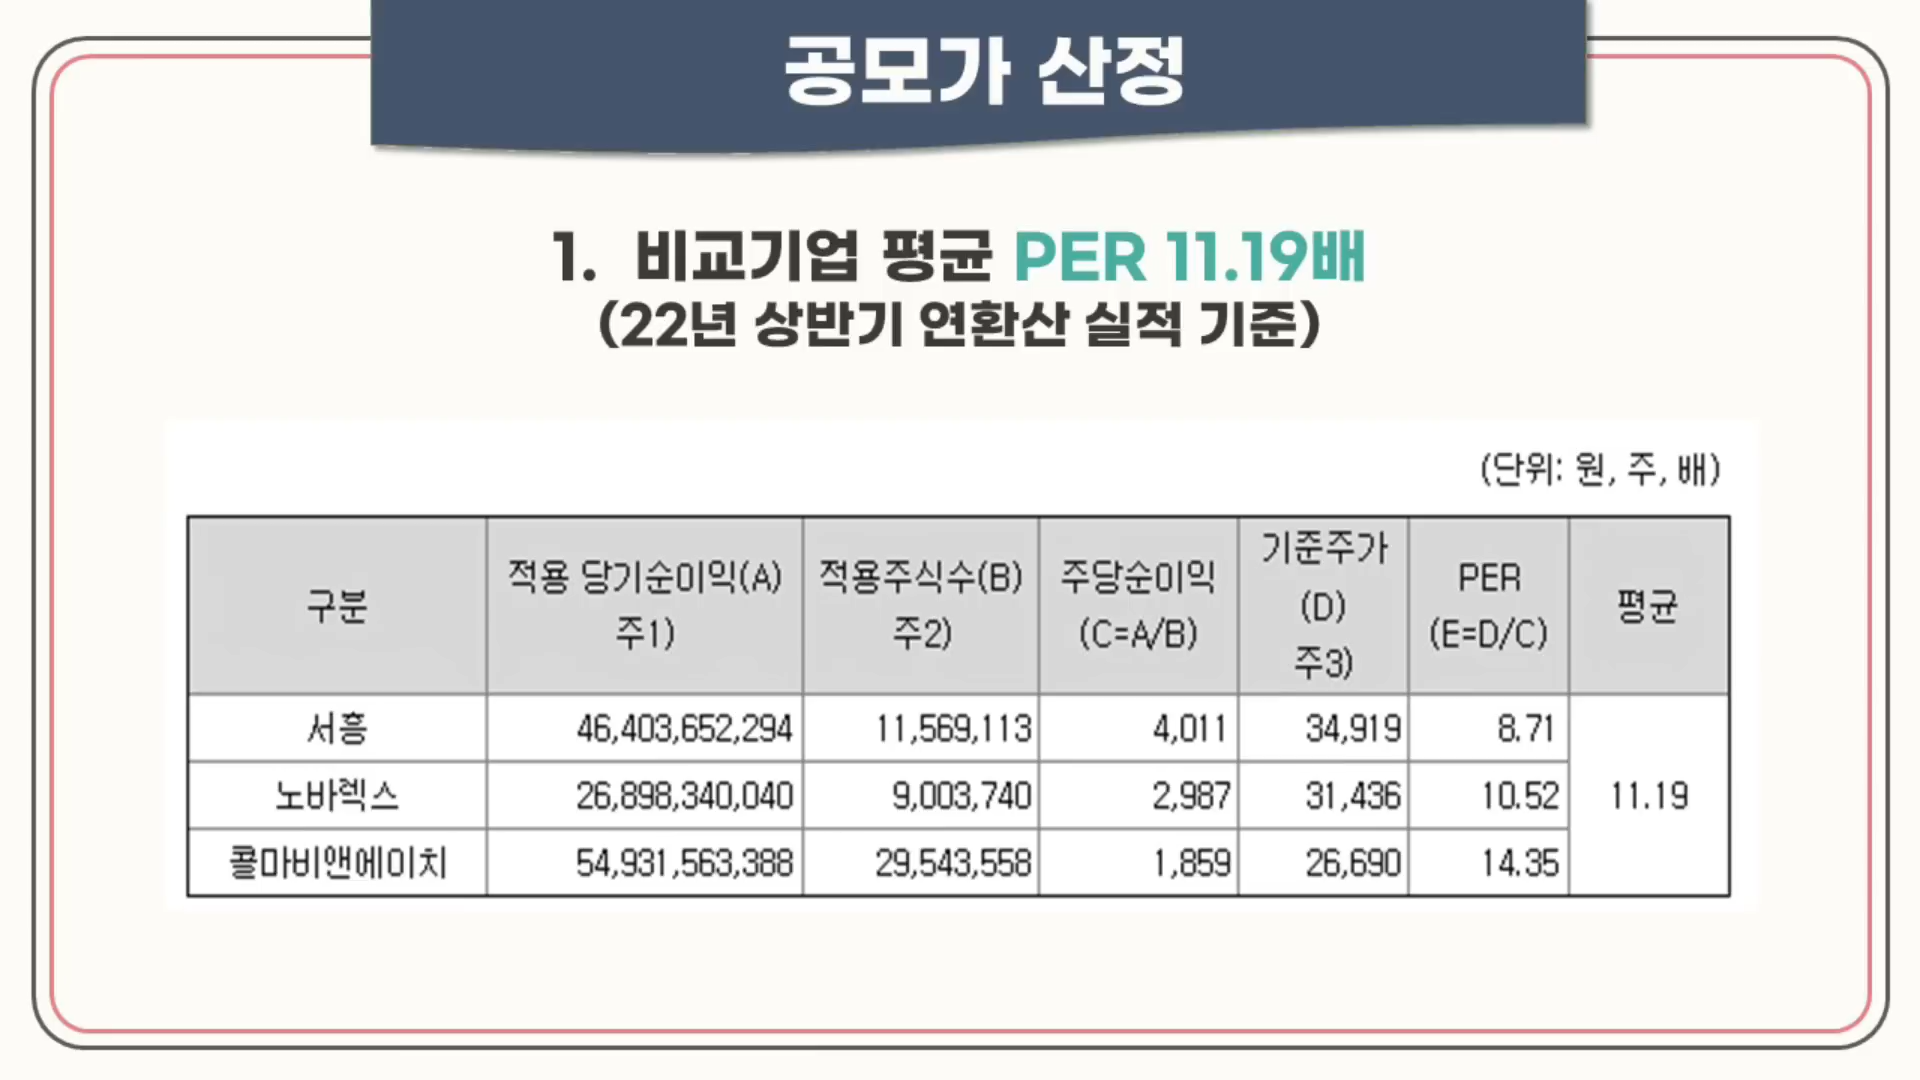 공모가 산정
1. 비교기업 평균 PER 11.19배
(22년 상반기 연환산 실적 기준)
(단위: 원, 주, 배)
구분 적용 당기순이익(A) 주1) 적용주식수(B) 주2) 주당순이익 (C=A/B) 기준주가 (D) 주3) PER (E=D/C) 평균
서흥 46,403,652,294 11,569,113 4,011 34,919 8.71
노바렉스 26,898,340,040 9,003,740 2,987 31,436 10.52 11.19
콜마비앤에이치 54,931,563,388 29,543,558 1,859 26,690 14.35